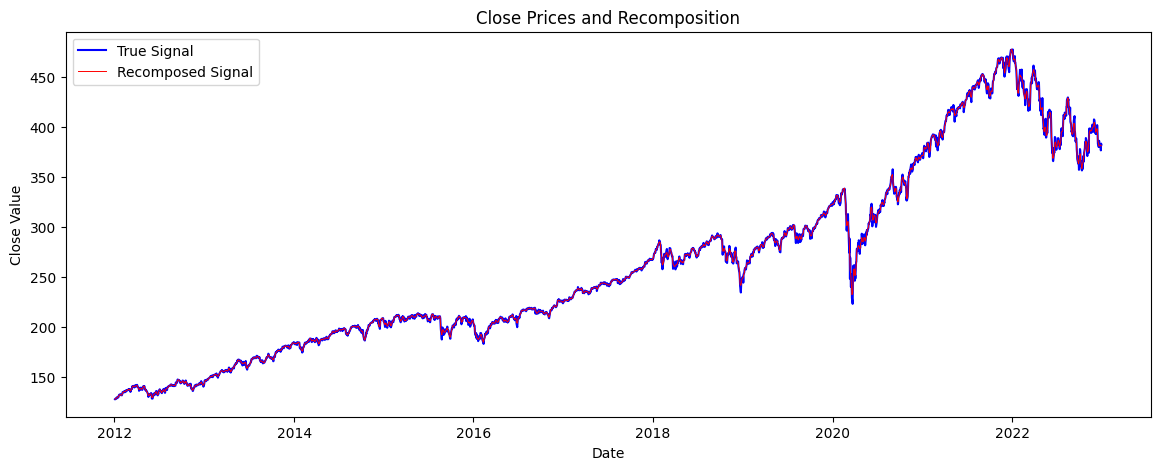 Close Prices and Recomposition
True Signal
Recomposed Signal
Close Value
450
400
350
300
250
200
150
2012
2014
2016
2018
2020
2022
Date